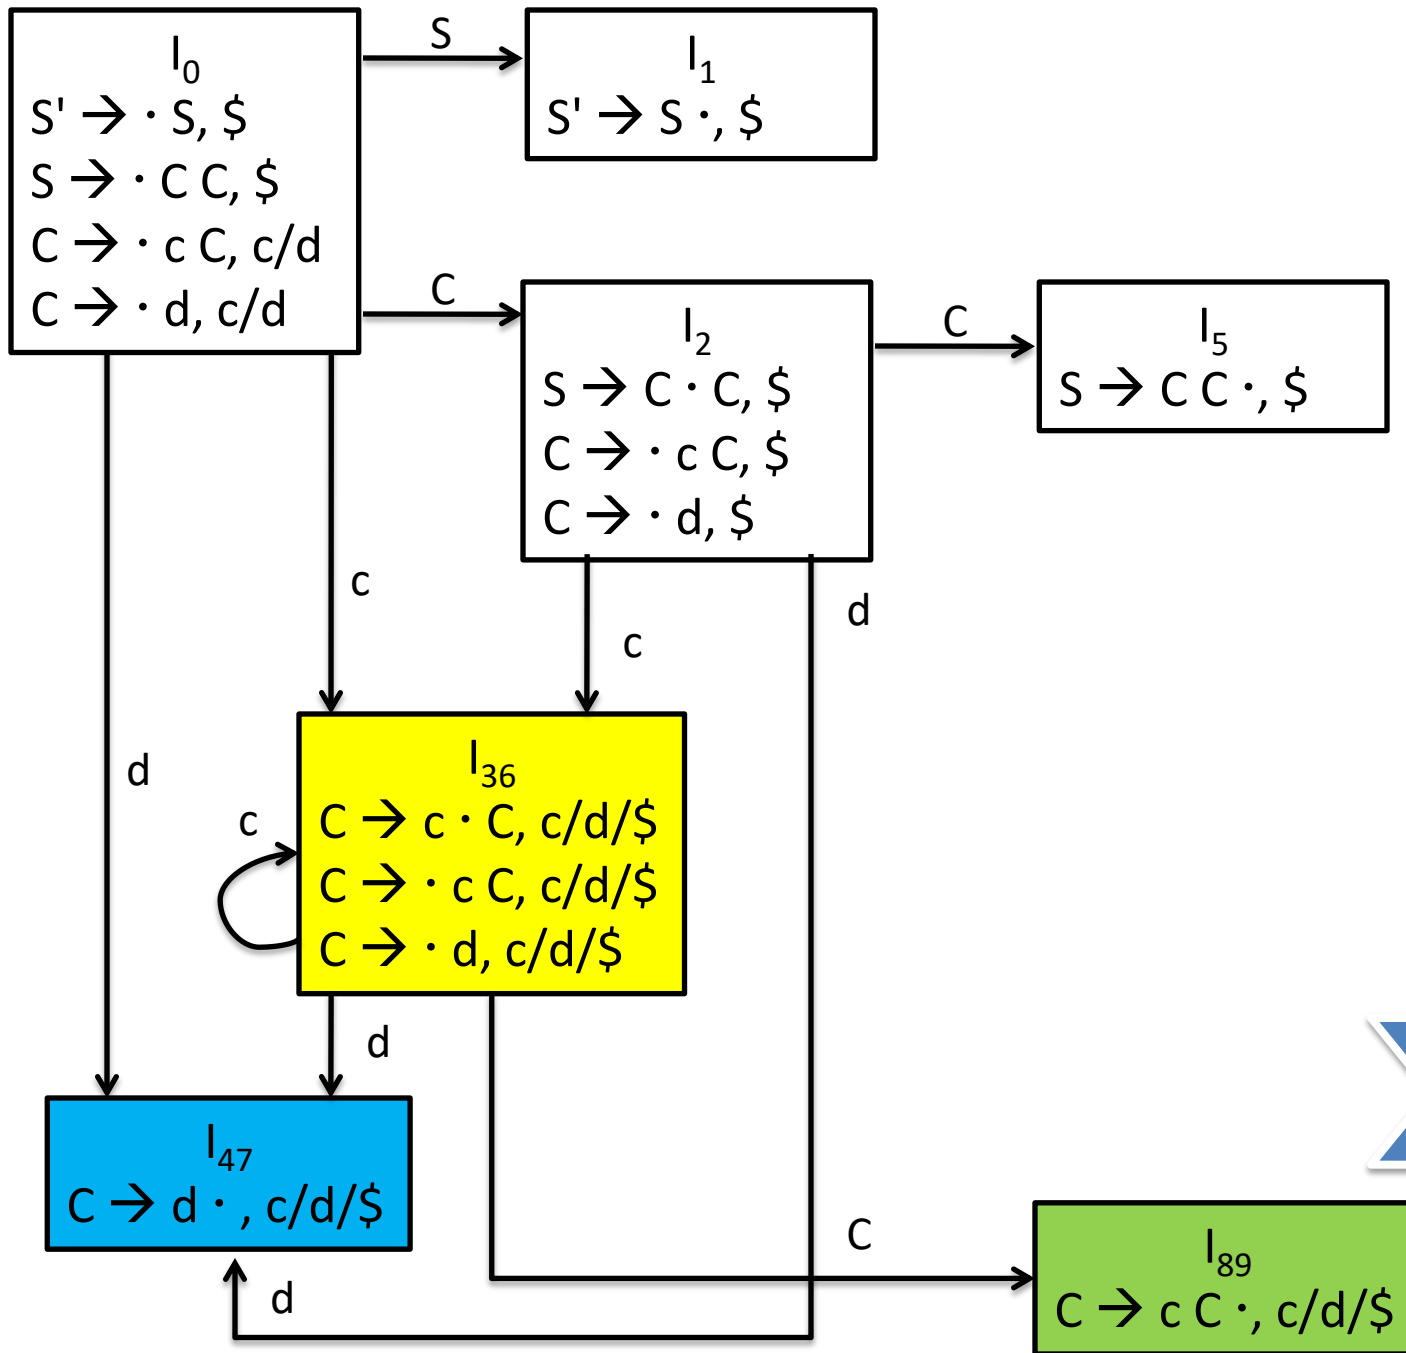 I₀
S' → · S, $
S → · C C, $
C → · c C, c/d
C → · d, c/d
S
I₁
S' → S ·, $
C
I₂
S → C · C, $
C → · c C, $
C → · d, $
C
I₅
S → C C ·, $
c
c
d
d
c
I₃₆
C → c · C, c/d/$
C → · c C, c/d/$
C → · d, c/d/$
d
I₄₇
C → d · , c/d/$
d
C
I₈₉
C → c C ·, c/d/$